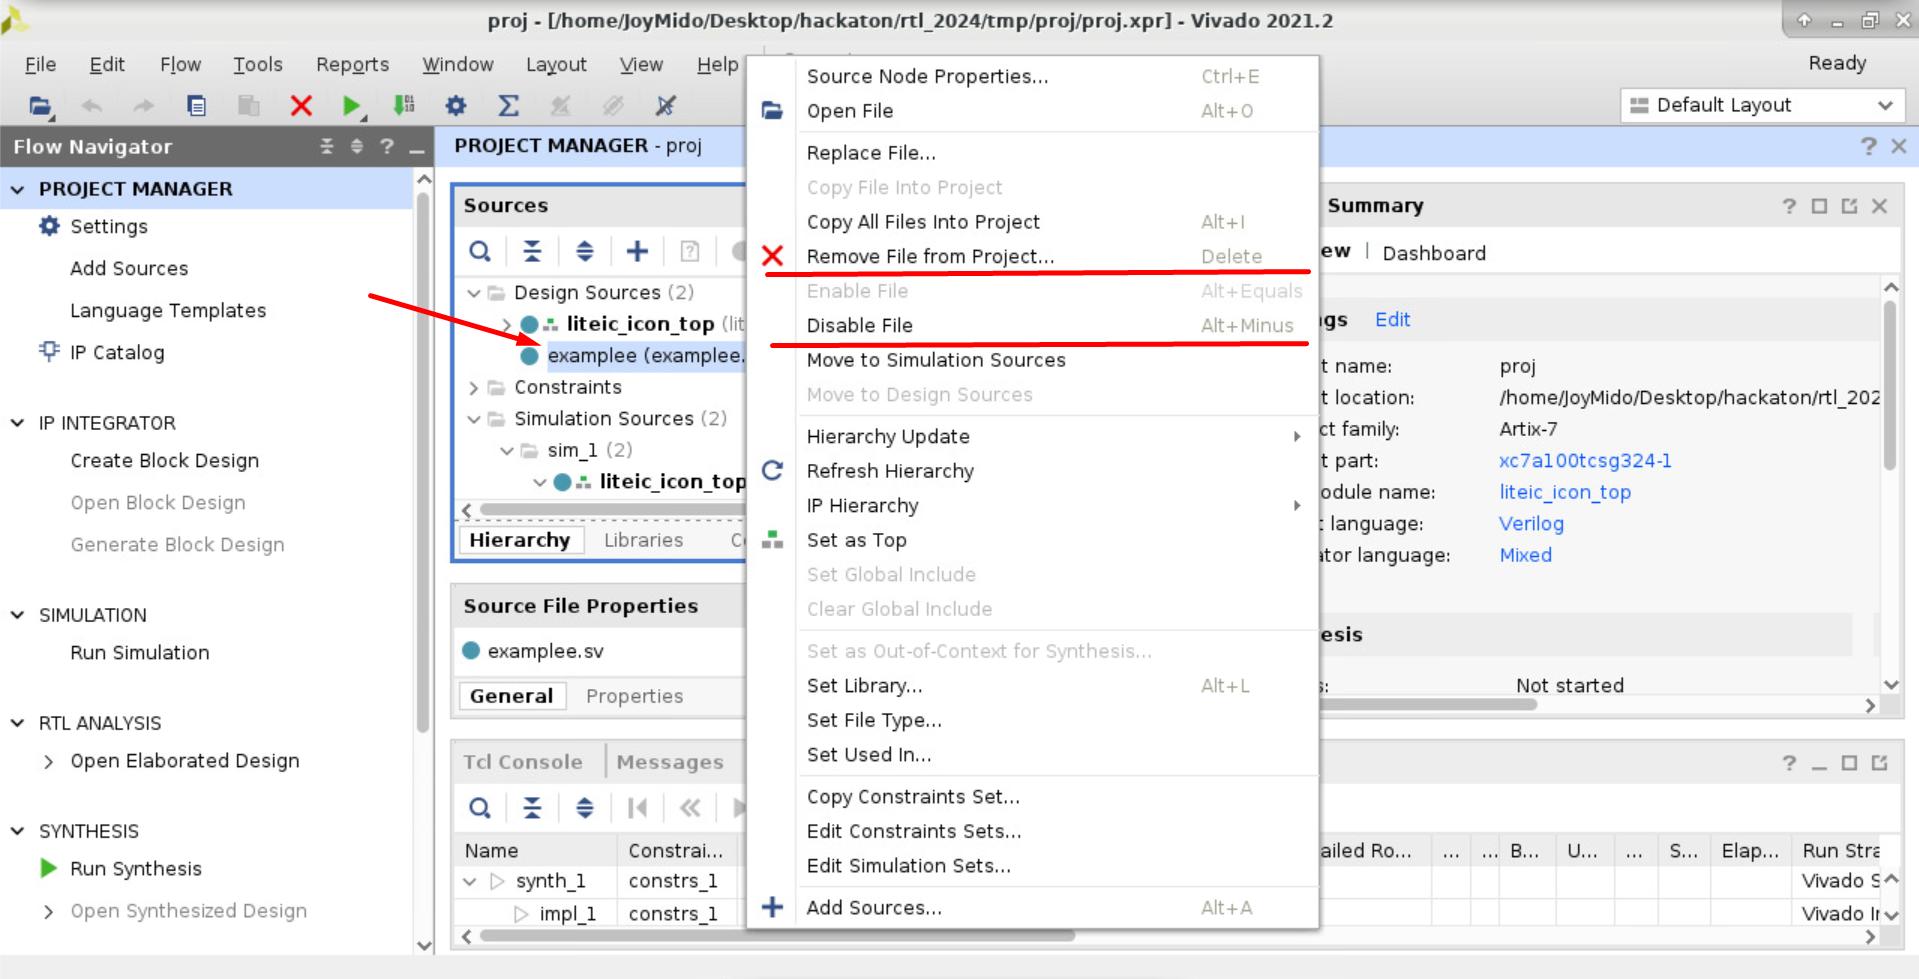 proj - [/home/JoyMido/Desktop/hackaton/rtl_2024/tmp/proj/proj.xpr] - Vivado 2021.2
File Edit Flow Tools Reports Window Layout View Help
Ready
Default Layout
Flow Navigator
PROJECT MANAGER
Settings
Add Sources
Language Templates
IP Catalog
IP INTEGRATOR
Create Block Design
Open Block Design
Generate Block Design
SIMULATION
Run Simulation
RTL ANALYSIS
Open Elaborated Design
SYNTHESIS
Run Synthesis
Open Synthesized Design
PROJECT MANAGER - proj
Sources
Design Sources (2)
liteic_icon_top (lit
examplee (examplee.
Constraints
Simulation Sources (2)
sim_1 (2)
liteic_icon_top
Hierarchy Libraries
Source File Properties
examplee.sv
General Properties
Tcl Console Messages
Name Constrai...
synth_1 constrs_1
impl_1 constrs_1
Source Node Properties... Ctrl+E
Open File Alt+O
Replace File...
Copy File Into Project
Copy All Files Into Project Alt+I
Remove File from Project... Delete
Enable File Alt+Equals
Disable File Alt+Minus
Move to Simulation Sources
Move to Design Sources
Hierarchy Update
Refresh Hierarchy
IP Hierarchy
Set as Top
Set Global Include
Clear Global Include
Set as Out-of-Context for Synthesis...
Set Library... Alt+L
Set File Type...
Set Used In...
Copy Constraints Set...
Edit Constraints Sets...
Edit Simulation Sets...
Add Sources... Alt+A
Summary
ew Dashboard
gs Edit
t name: proj
t location: /home/JoyMido/Desktop/hackaton/rtl_202
ct family: Artix-7
t part: xc7a100tcsg324-1
odule name: liteic_icon_top
t language: Verilog
tor language: Mixed
esis
s: Not started
ailed Ro... ... ... B... U... ... S... Elap... Run Stra
Vivado S
Vivado I